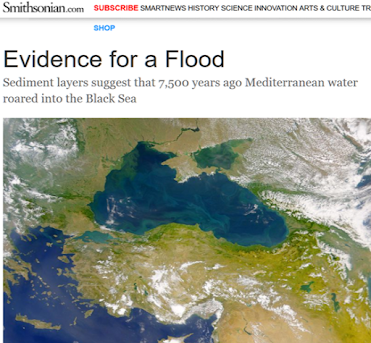 Smithsonian.com SUBSCRIBE SMARTNEWS HISTORY SCIENCE INNOVATION ARTS & CULTURE TR
SHOP
Evidence for a Flood
Sediment layers suggest that 7,500 years ago Mediterranean water
roared into the Black Sea